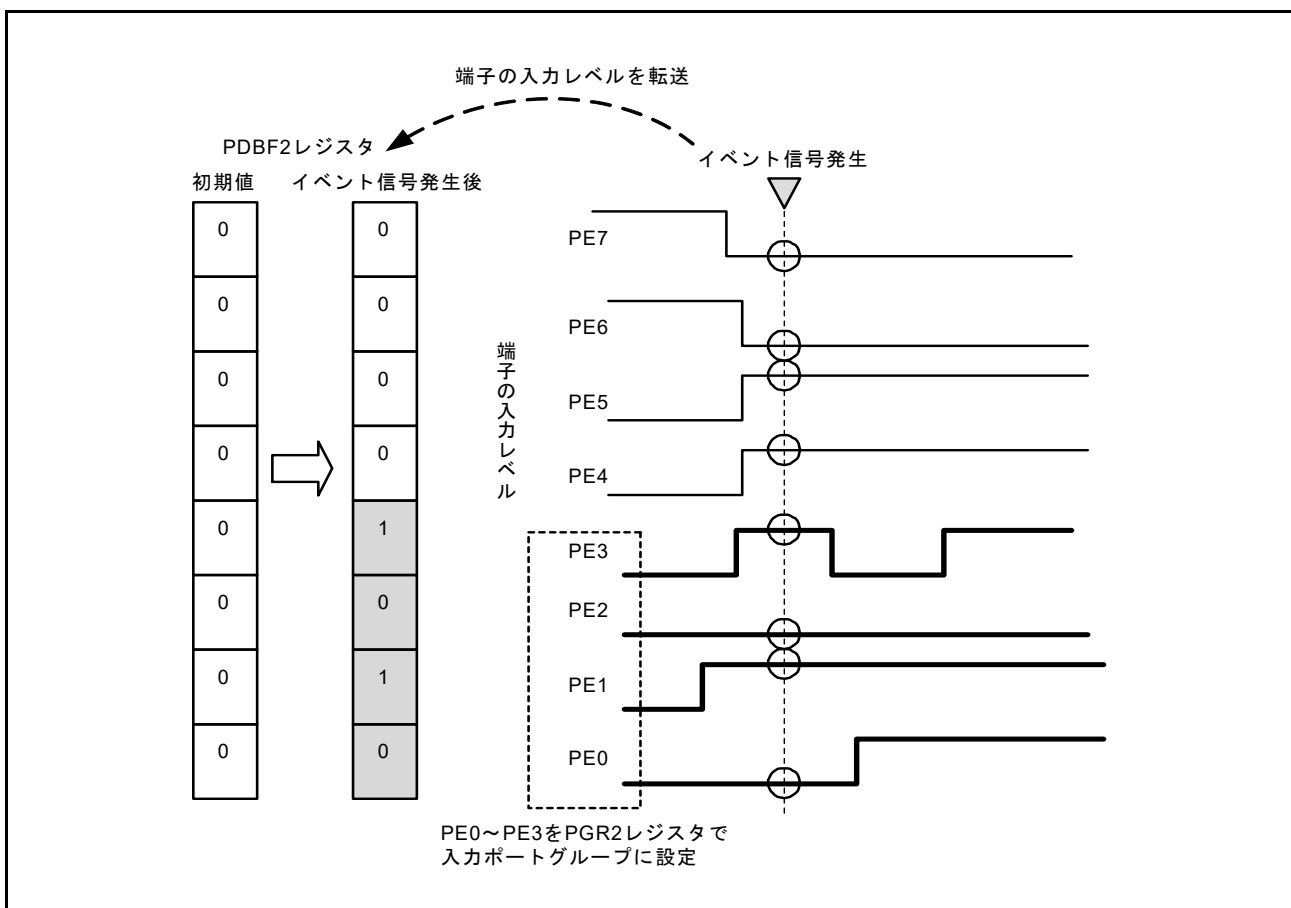 端子の入力レベルを転送
PDBF2レジスタ
イベント信号発生
初期値
イベント信号発生後
0
0
PE7
0
0
PE6
端子の入力レベル
0
0
PE5
0
0
PE4
0
1
PE3
0
0
PE2
0
1
PE1
0
0
PE0
PE0～PE3をPGR2レジスタで
入力ポートグループに設定